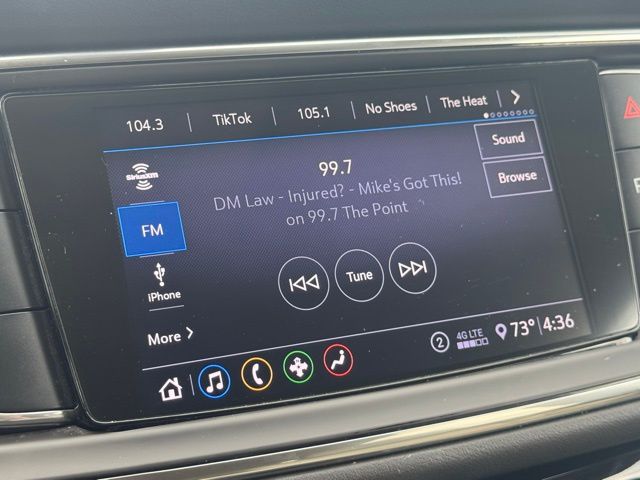 104.3 TikTok 105.1 No Shoes The Heat
SiriusXM
99.7
Sound
DM Law - Injured? - Mike's Got This!
on 99.7 The Point
Browse
FM
Tune
iPhone
More
2 4G LTE 73° 4:36